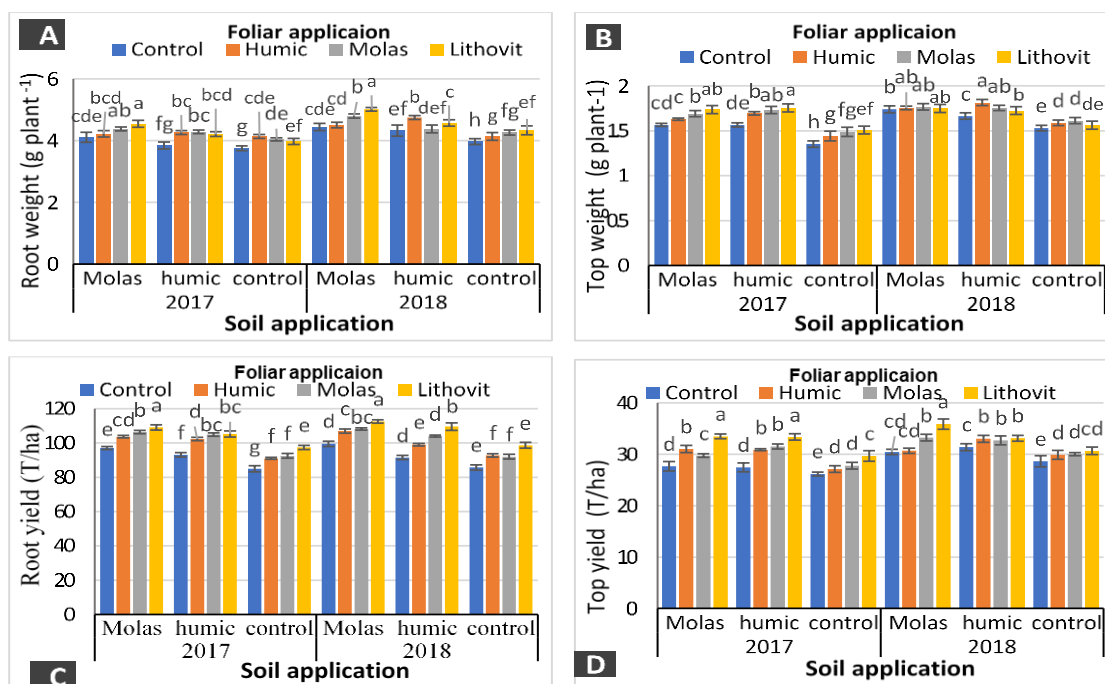 A
Foliar applicaion
Control Humic Molas Lithovit
Root weight (g plant -1)
6
4
2
0
cde bcd ab a fg bc bc bcd g cde de ef cde cd b a ef b def c h g fg ef
Molas humic control Molas humic control
2017 2018
Soil application
B
Foliar applicaion
Control Humic Molas Lithovit
Top weight (g plant-1)
2
1.5
1
0.5
0
cd c b ab de b ab a h g fg ef b ab ab ab c a ab b e d d de
Molas humic control Molas humic control
2017 2018
Soil application
C
Foliar applicaion
Control Humic Molas Lithovit
Root yield (T/ha)
120
100
80
60
40
20
0
e cd b a f d bc bc g f f e d c bc a d e d b e f f e
Molas humic control Molas humic control
2017 2018
Soil application
D
Foliar applicaion
Control Humic Molas Lithovit
Top yield (T/ha)
40
30
20
10
0
d b c a d b b a e d d c cd cd b a c b b b e d d cd
Molas humic control Molas humic control
2017 2018
Soil application